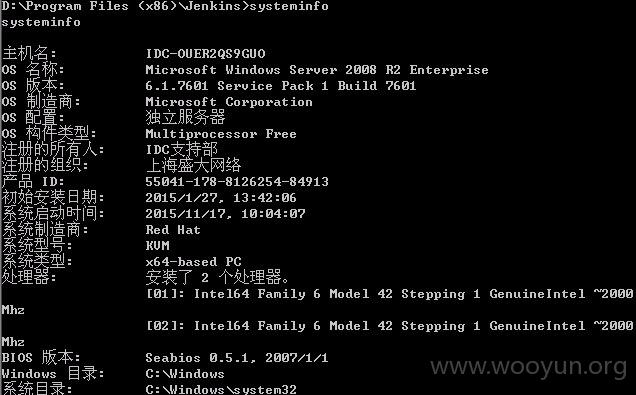 D:\Program Files (x86)\Jenkins>systeminfo
systeminfo
主机名: IDC-OUER2QS9GUO
OS 名称: Microsoft Windows Server 2008 R2 Enterprise
OS 版本: 6.1.7601 Service Pack 1 Build 7601
OS 制造商: Microsoft Corporation
OS 配置: 独立服务器
OS 构件类型: Multiprocessor Free
注册的所有人: IDC支持部
注册的组织: 上海盛大网络
产品 ID: 55041-178-8126254-84913
初始安装日期: 2015/1/27, 13:42:06
系统启动时间: 2015/11/17, 10:04:07
系统制造商: Red Hat
系统型号: KVM
系统类型: x64-based PC
处理器: 安装了 2 个处理器。
[01]: Intel64 Family 6 Model 42 Stepping 1 GenuineIntel ~2000
Mhz
[02]: Intel64 Family 6 Model 42 Stepping 1 GenuineIntel ~2000
Mhz
BIOS 版本: Seabios 0.5.1, 2007/1/1
Windows 目录: C:\Windows
系统目录: C:\Windows\system32
www.wooyun.org